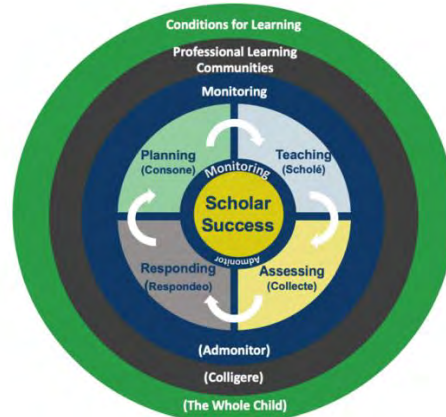 Conditions for Learning
Professional Learning
Communities
Monitoring
Planning
(Consone)
Teaching
(Scholé)
Monitoring
Scholar
Success
Admonitor
Responding
(Respondeo)
Assessing
(Collecte)
(Admonitor)
(Colligere)
(The Whole Child)